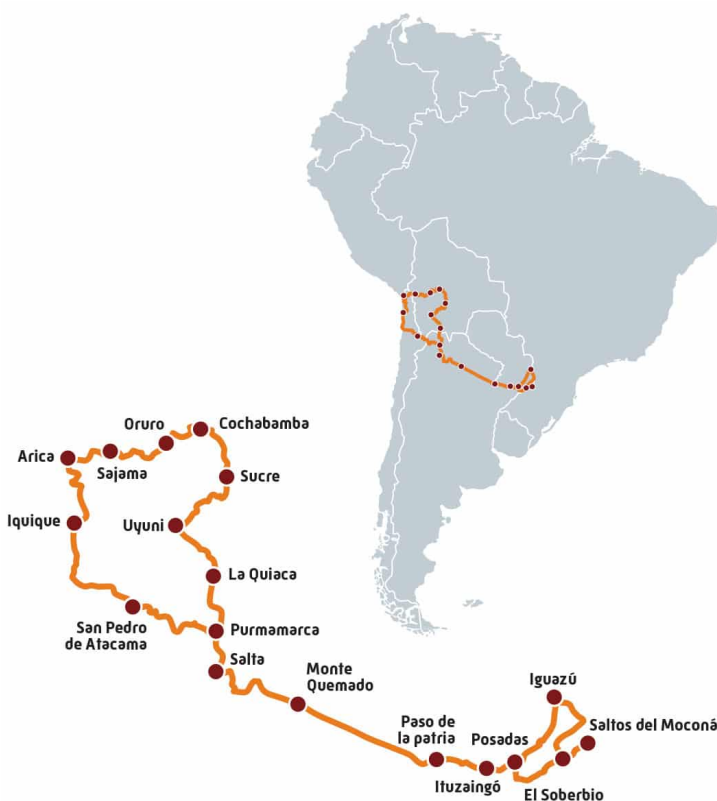 Oruro
Cochabamba
Arica
Sajama
Sucre
Iquique
Uyuni
La Quiaca
San Pedro
de Atacama
Purmamarca
Salta
Monte
Quemado
Iguazú
Paso de
la patria
Posadas
Saltos del Moconá
Ituzaingó
El Soberbio